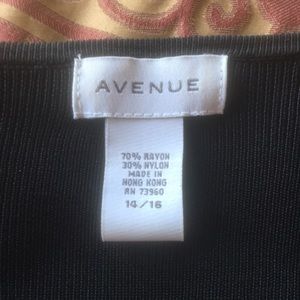 AVENUE
70% RAYON
30% NYLON
MADE IN
HONG KONG
RN 73960
14/16